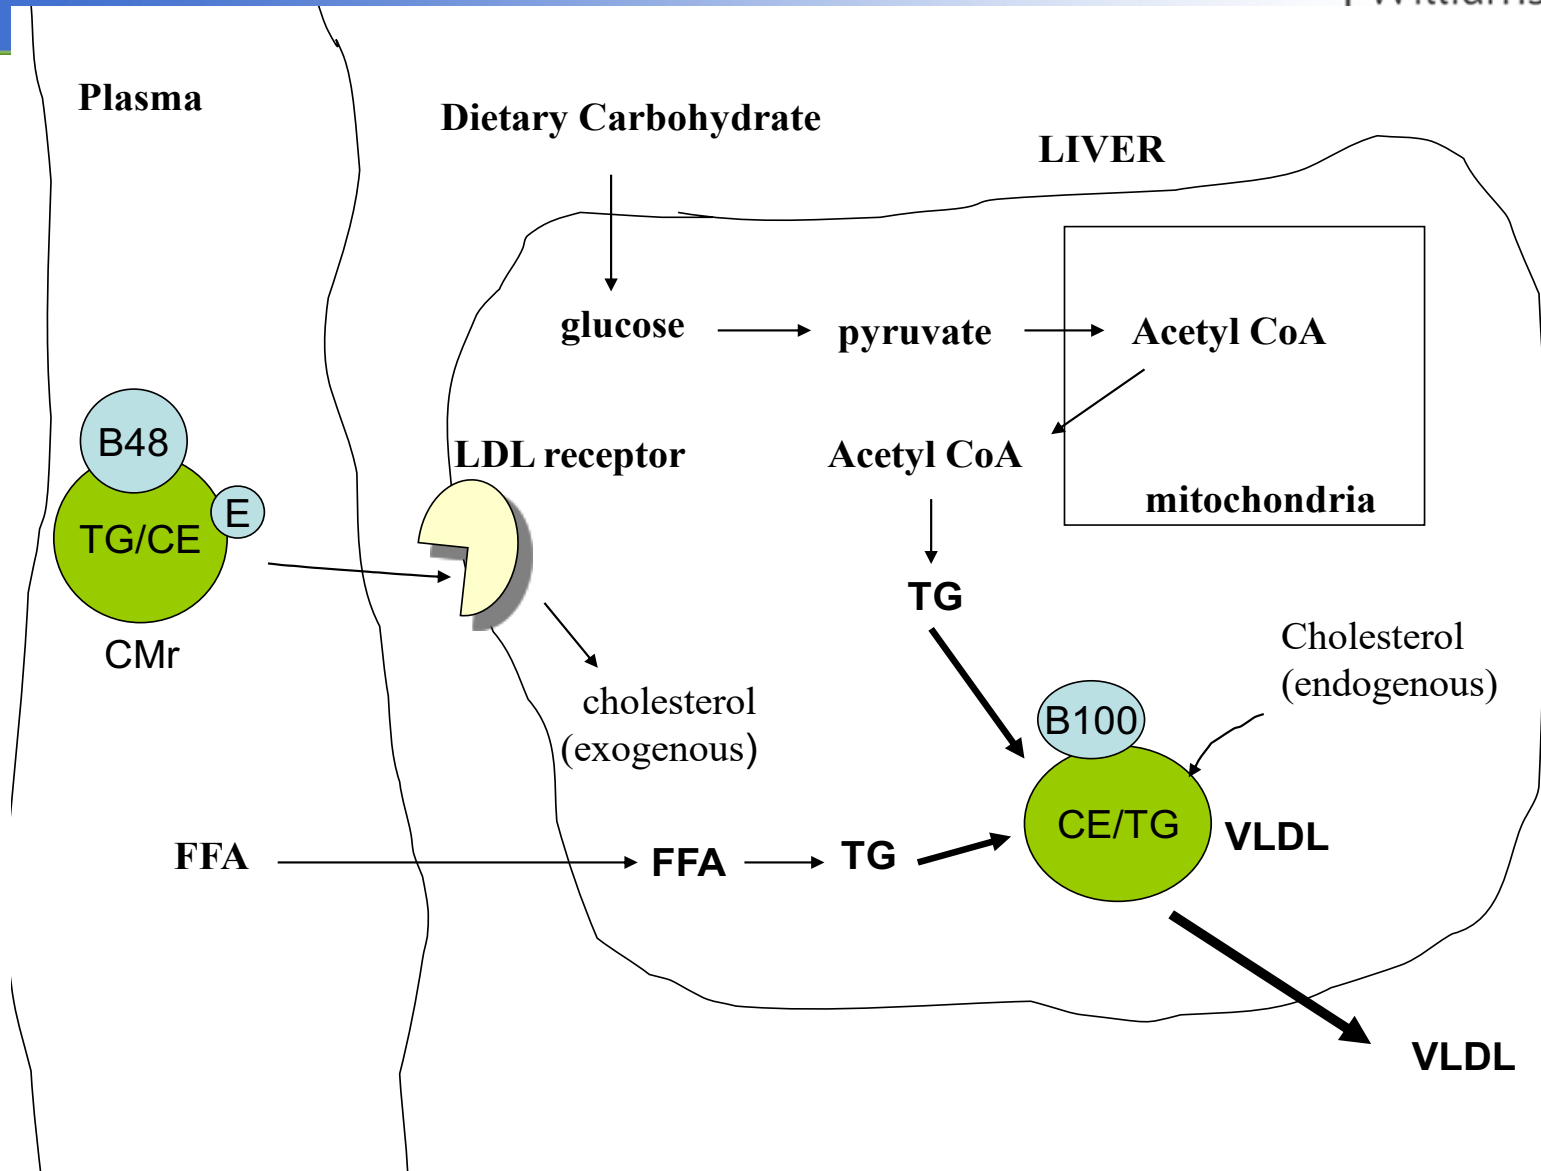 Plasma
Dietary Carbohydrate
LIVER
glucose
pyruvate
Acetyl CoA
B48
LDL receptor
Acetyl CoA
mitochondria
E
TG/CE
TG
CMr
Cholesterol
(endogenous)
cholesterol
(exogenous)
B100
CE/TG
VLDL
FFA
FFA
TG
VLDL